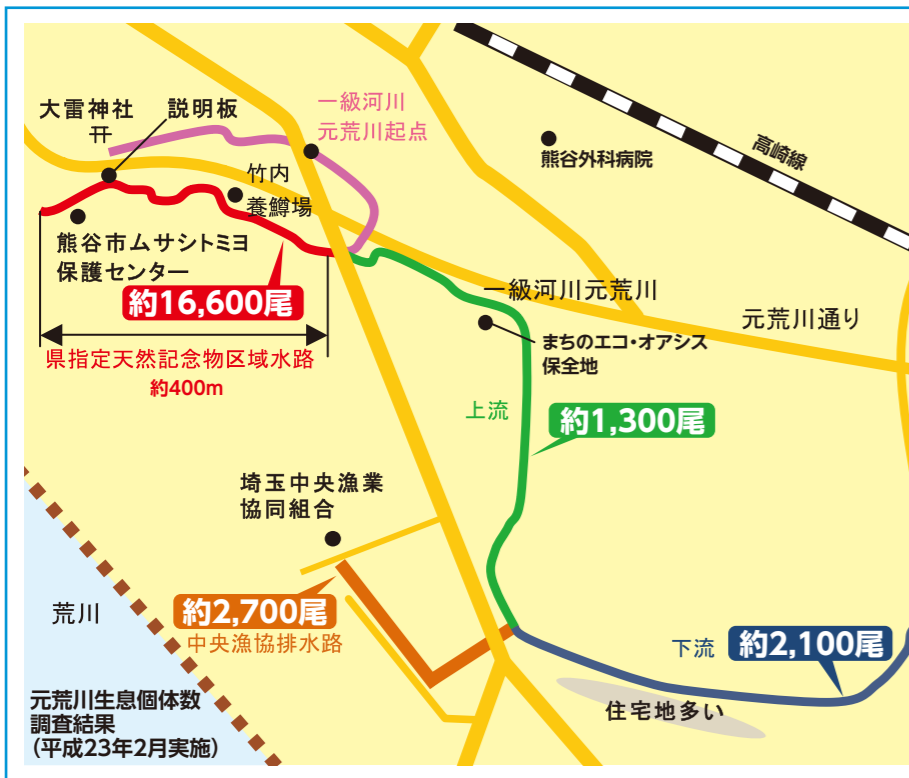 大雷神社
説明板
一級河川
元荒川起点
高崎線
熊谷外科病院
竹内
養鱒場
熊谷市ムサシトミヨ
保護センター
約16,600尾
県指定天然記念物区域水路
約400m
一級河川元荒川
元荒川通り
まちのエコ・オアシス
保全地
上流
約1,300尾
埼玉中央漁業
協同組合
約2,700尾
中央漁協排水路
荒川
下流
約2,100尾
住宅地多い
元荒川生息個体数
調査結果
(平成23年2月実施)